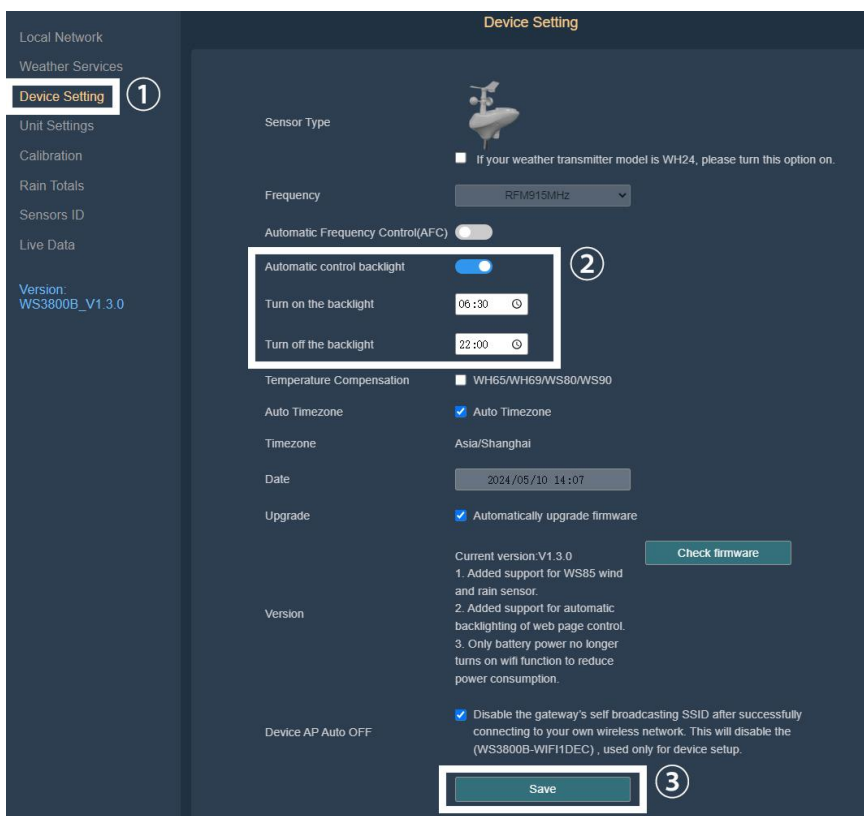 Device Setting
Local Network
Weather Services
Device Setting
①
Unit Settings
Calibration
Rain Totals
Sensors ID
Live Data
Version:
WS3800B_V1.3.0
Sensor Type
If your weather transmitter model is WH24, please turn this option on.
Frequency
RFM915MHz
Automatic Frequency Control(AFC)
②
Automatic control backlight
Turn on the backlight
06:30
Turn off the backlight
22:00
Temperature Compensation
WH65/WH69/WS80/WS90
Auto Timezone
Auto Timezone
Timezone
Asia/Shanghai
Date
2024/05/10 14:07
Upgrade
Automatically upgrade firmware
Version
Current version:V1.3.0
1. Added support for WS85 wind
and rain sensor.
2. Added support for automatic
backlighting of web page control.
3. Only battery power no longer
turns on wifi function to reduce
power consumption.
Check firmware
Device AP Auto OFF
Disable the gateway's self broadcasting SSID after successfully
connecting to your own wireless network. This will disable the
(WS3800B-WIFI1DEC) , used only for device setup.
Save
③